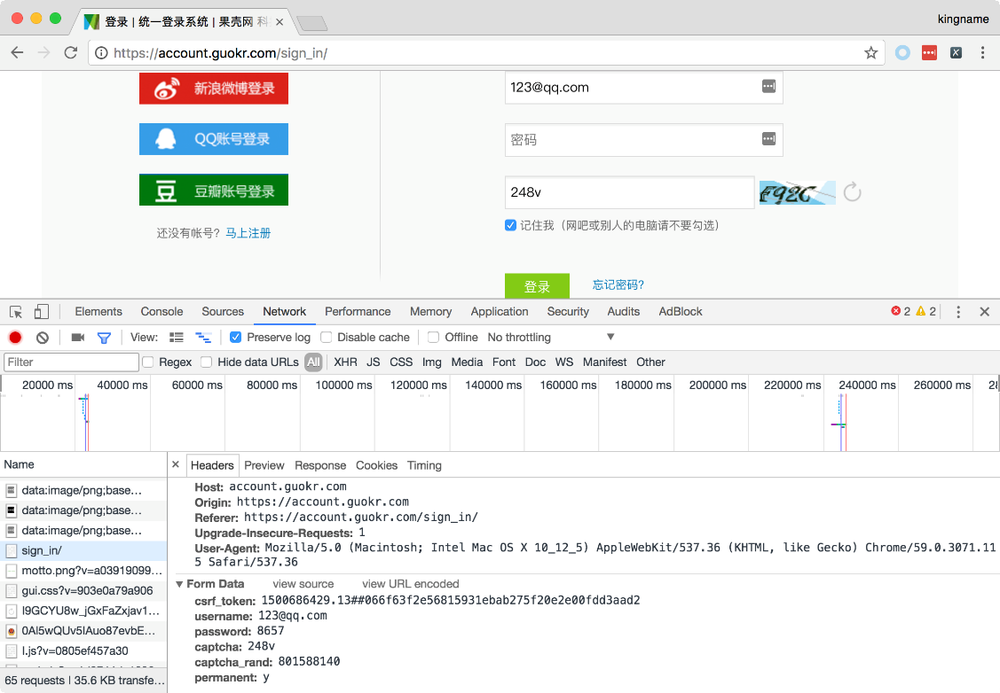 登录 | 统一登录系统 | 果壳网 科
kingname
https://account.guokr.com/sign_in/
新浪微博登录
QQ账号登录
豆 豆瓣账号登录
还没有帐号? 马上注册
123@qq.com
密码
248v
F92C
记住我（网吧或别人的电脑请不要勾选）
登录 忘记密码?
Elements Console Sources Network Performance Memory Application Security Audits AdBlock 2 2
View: Preserve log Disable cache Offline No throttling
Filter Regex Hide data URLs All XHR JS CSS Img Media Font Doc WS Manifest Other
20000 ms 40000 ms 60000 ms 80000 ms 100000 ms 120000 ms 140000 ms 160000 ms 180000 ms 200000 ms 220000 ms 240000 ms 260000 ms
Name
data:image/png;base…
data:image/png;base…
data:image/png;base…
sign_in/
motto.png?v=a03919099…
gui.css?v=903e0a79a906
I9GCYU8w_jGxFaZxjav1…
0Al5wQUv5IAuo87evbE…
l.js?v=0805ef457a30
65 requests | 35.6 KB transfe…
Headers Preview Response Cookies Timing
Host: account.guokr.com
Origin: https://account.guokr.com
Referer: https://account.guokr.com/sign_in/
Upgrade-Insecure-Requests: 1
User-Agent: Mozilla/5.0 (Macintosh; Intel Mac OS X 10_12_5) AppleWebKit/537.36 (KHTML, like Gecko) Chrome/59.0.3071.11
5 Safari/537.36
Form Data view source view URL encoded
csrf_token: 1500686429.13##066f63f2e56815931ebab275f20e2e00fdd3aad2
username: 123@qq.com
password: 8657
captcha: 248v
captcha_rand: 801588140
permanent: y